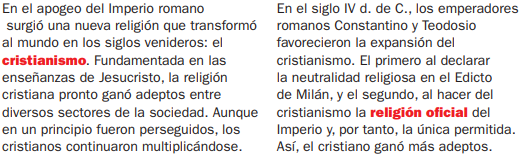 En el apogeo del Imperio romano
surgió una nueva religión que transformó
al mundo en los siglos venideros: el
cristianismo. Fundamentada en las
enseñanzas de Jesucristo, la religión
cristiana pronto ganó adeptos entre
diversos sectores de la sociedad. Aunque
en un principio fueron perseguidos, los
cristianos continuaron multiplicándose.
En el siglo IV d. de C., los emperadores
romanos Constantino y Teodosio
favorecieron la expansión del
cristianismo. El primero al declarar
la neutralidad religiosa en el Edicto
de Milán, y el segundo, al hacer del
cristianismo la religión oficial del
Imperio y, por tanto, la única permitida.
Así, el cristiano ganó más adeptos.